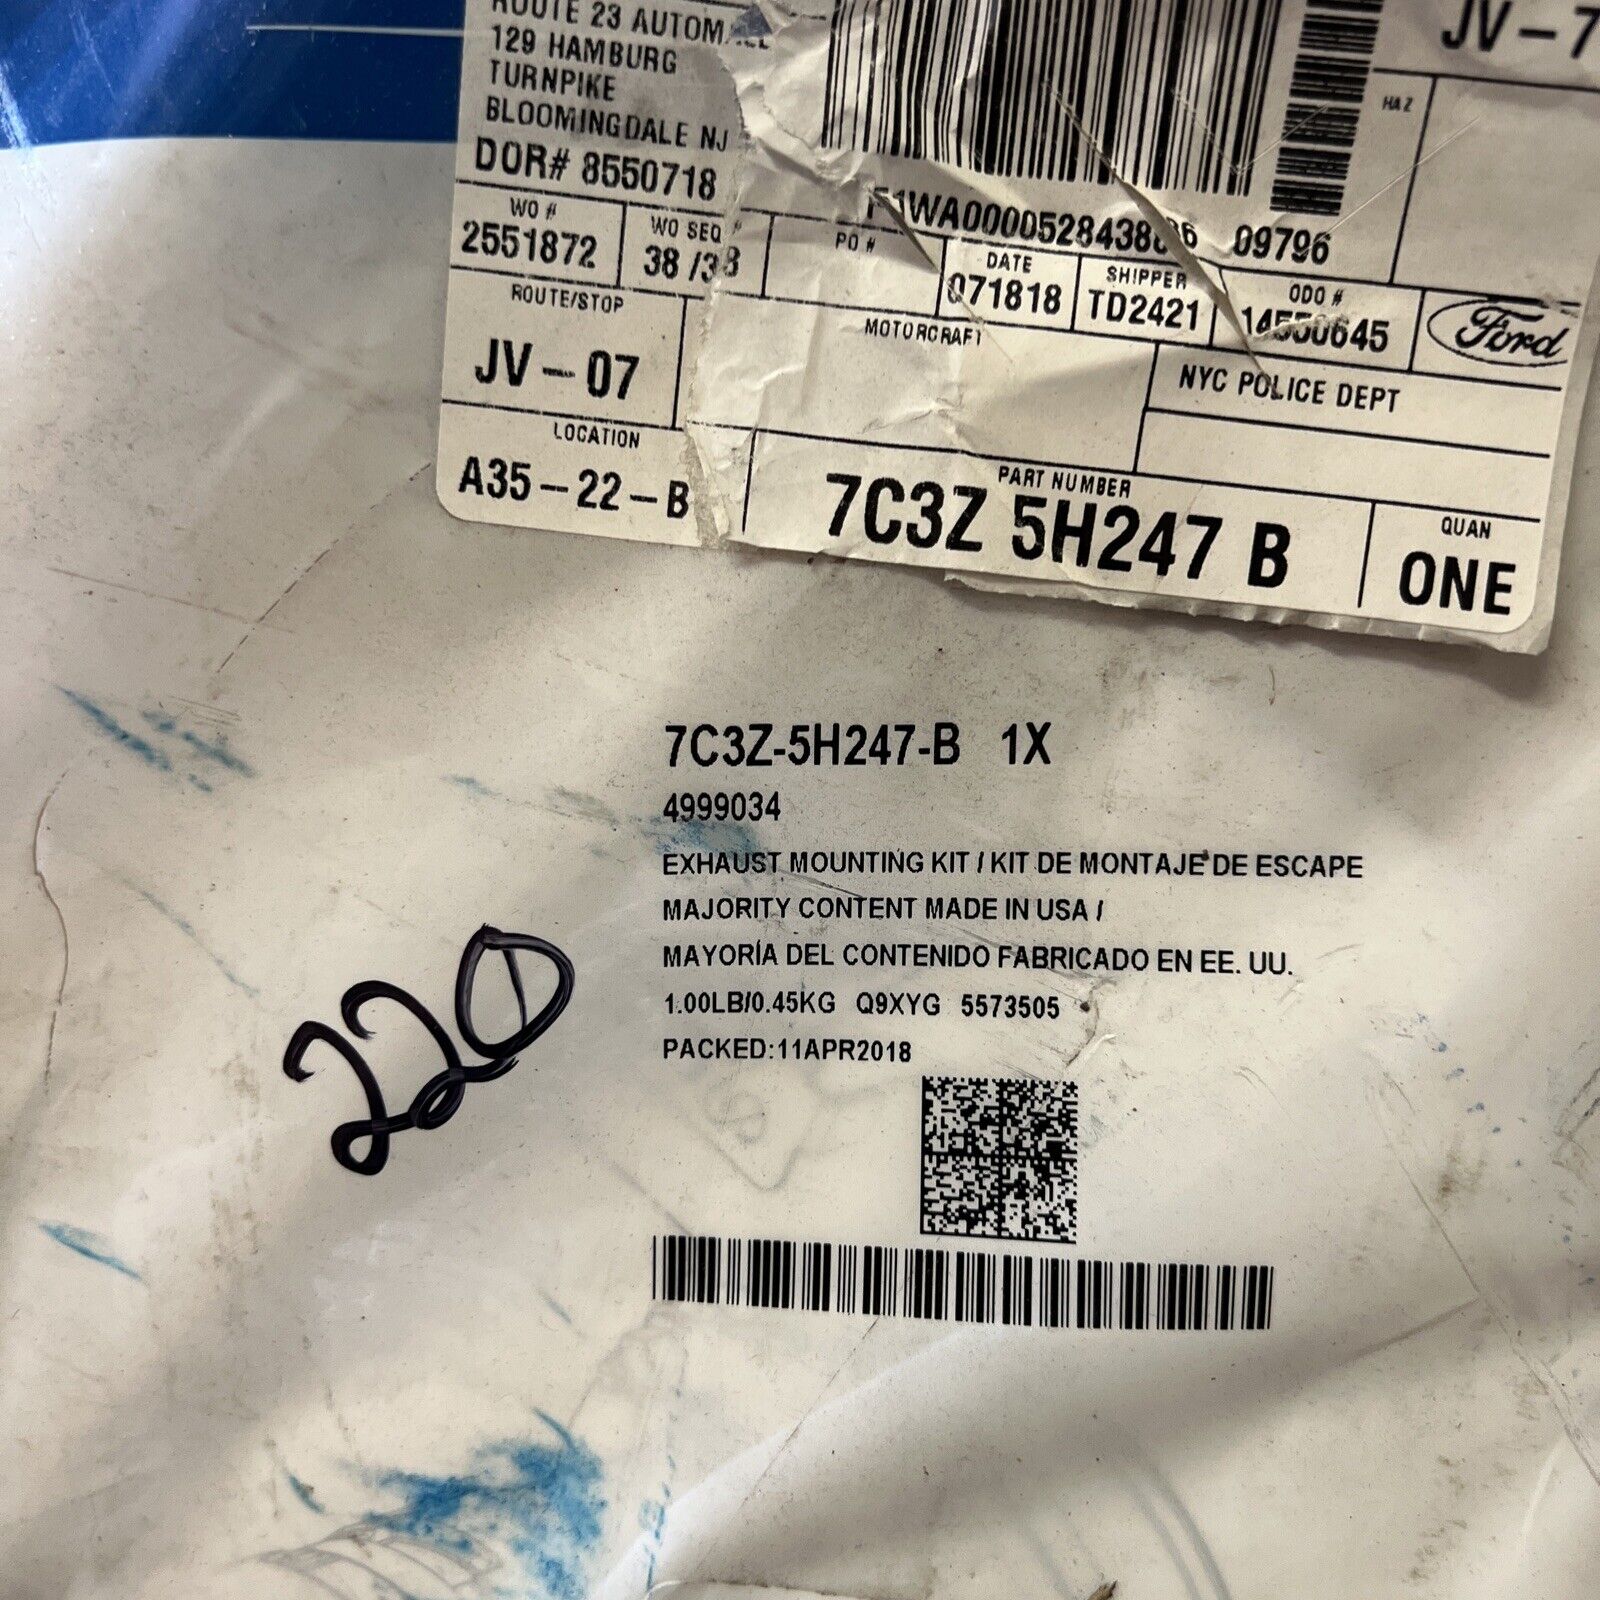 ROUTE 23
129 HAMBURG
TURNPIKE
BLOOMINGDALE NJ
DOR# 8550718
JV-7
HAZ
09796
WO #
2551872
WO SEQ #
38 /38
PO #
DATE
071818
SHIPPER
TD2421
ODO #
14550645
Ford
ROUTE/STOP
JV-07
MOTORCRAFT
NYC POLICE DEPT
LOCATION
A35-22-B
PART NUMBER
7C3Z 5H247 B
QUAN
ONE
7C3Z-5H247-B 1X
4999034
EXHAUST MOUNTING KIT / KIT DE MONTAJE DE ESCAPE
MAJORITY CONTENT MADE IN USA /
MAYORÍA DEL CONTENIDO FABRICADO EN EE. UU.
1.00LB/0.45KG Q9XYG 5573505
PACKED:11APR2018
220